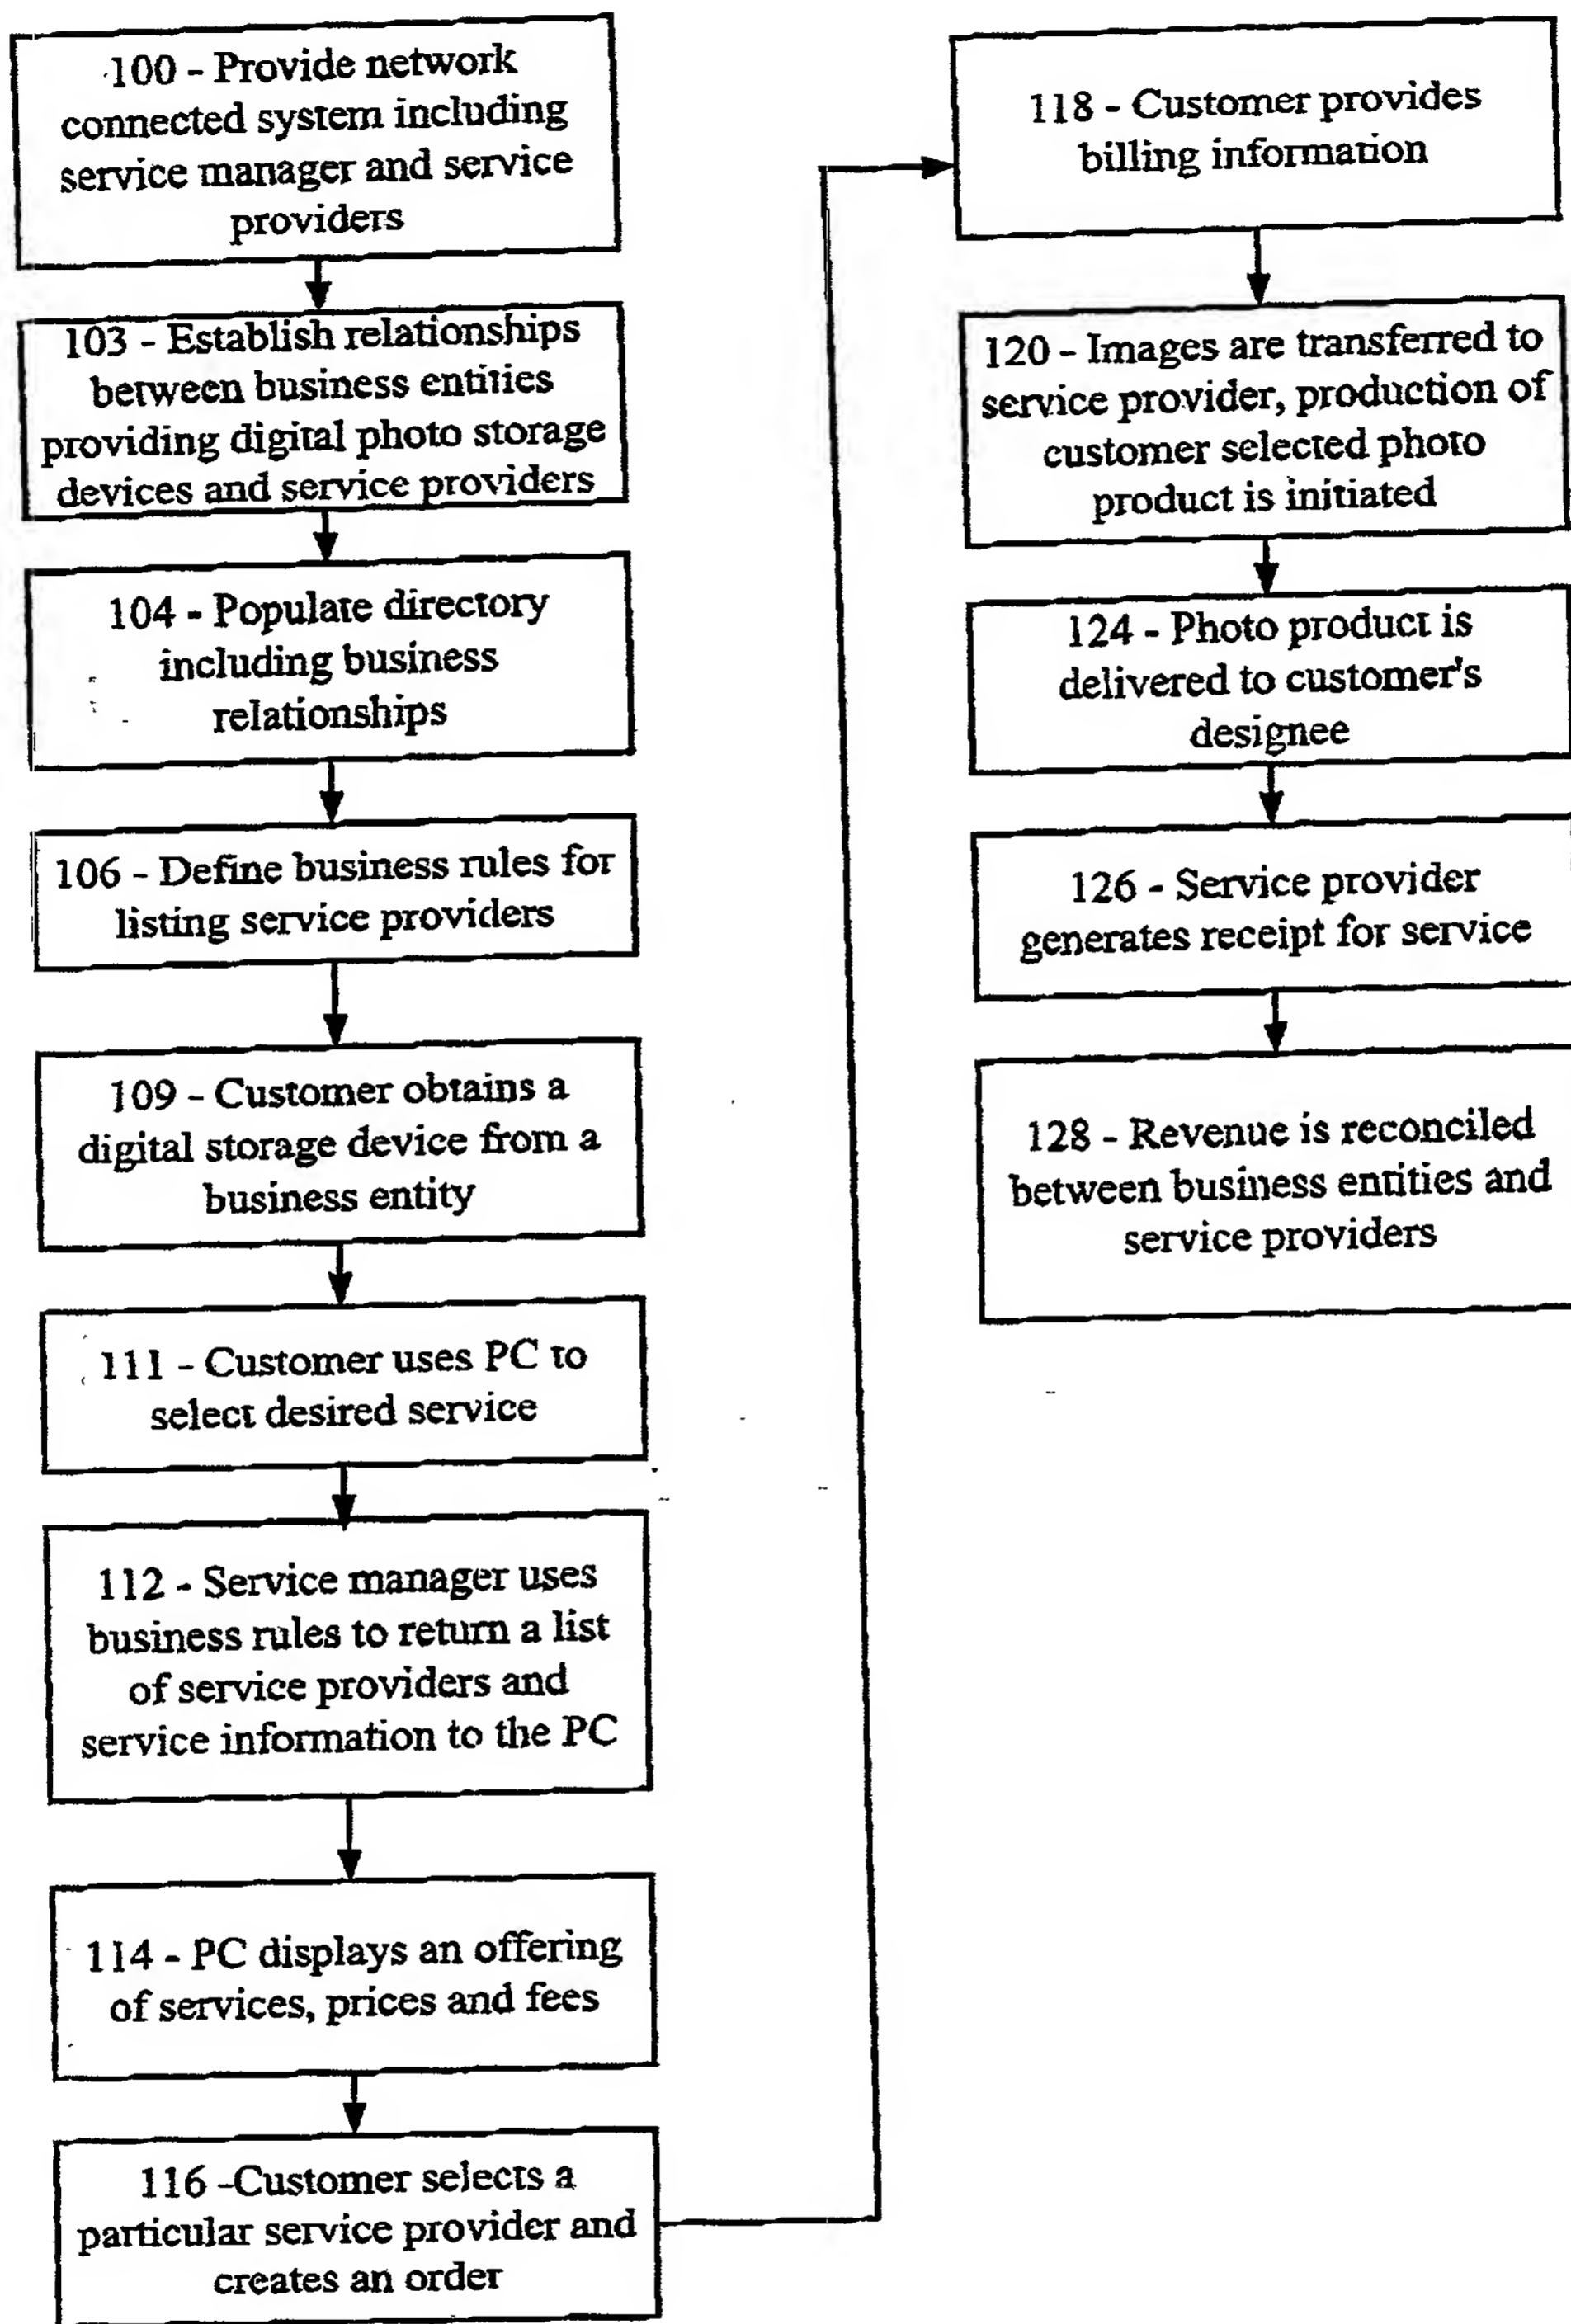 100 - Provide network
connected system including
service manager and service
providers
103 - Establish relationships
between business entities
providing digital photo storage
devices and service providers
104 - Populate directory
including business
relationships
106 - Define business rules for
listing service providers
109 - Customer obtains a
digital storage device from a
business entity
111 - Customer uses PC to
select desired service
112 - Service manager uses
business rules to return a list
of service providers and
service information to the PC
114 - PC displays an offering
of services, prices and fees
116 -Customer selects a
particular service provider and
creates an order
118 - Customer provides
billing information
120 - Images are transferred to
service provider, production of
customer selected photo
product is initiated
124 - Photo product is
delivered to customer's
designee
126 - Service provider
generates receipt for service
128 - Revenue is reconciled
between business entities and
service providers